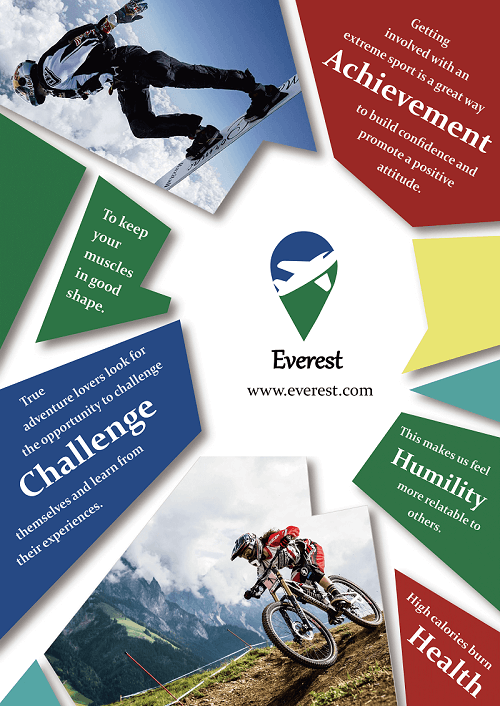 Getting
involved with an
extreme sport is a great way
Achievement
to build confidence and
promote a positive
attitude.
To keep
your
muscles
in good
shape.
Everest
www.everest.com
True
adventure lovers look for
the opportunity to challenge
Challenge
themselves and learn from
their experiences.
This makes us feel
Humility
more relatable to
others.
High calories burn
Health